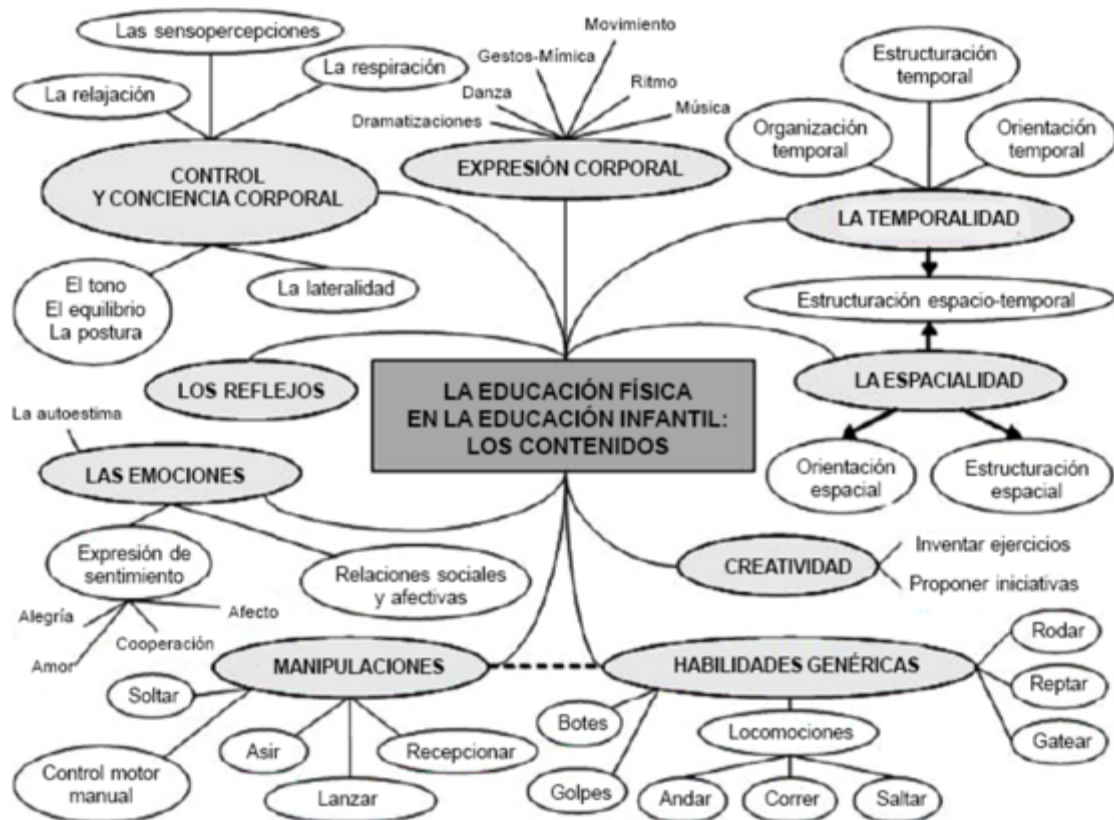 Las sensopercepciones
La relajación
La respiración
CONTROL
Y CONCIENCIA CORPORAL
El tono
El equilibrio
La postura
La lateralidad
Movimiento
Gestos-Mímica
Danza
Ritmo
Dramatizaciones
Música
EXPRESIÓN CORPORAL
Estructuración
temporal
Organización
temporal
Orientación
temporal
LA TEMPORALIDAD
Estructuración espacio-temporal
LA ESPACIALIDAD
Orientación
espacial
Estructuración
espacial
LOS REFLEJOS
LA EDUCACIÓN FÍSICA
EN LA EDUCACIÓN INFANTIL:
LOS CONTENIDOS
La autoestima
LAS EMOCIONES
Expresión de
sentimiento
Relaciones sociales
y afectivas
Alegría
Afecto
Cooperación
Amor
CREATIVIDAD
Inventar ejercicios
Proponer iniciativas
MANIPULACIONES
Soltar
Control motor
manual
Asir
Lanzar
Recepcionar
HABILIDADES GENÉRICAS
Rodar
Reptar
Gatear
Botes
Golpes
Locomociones
Andar
Correr
Saltar